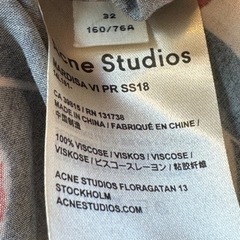 32
160/76A
Acne Studios
MARDISA VI PR SS18
CA 39815 / RN 131738
MADE IN CHINA / FABRIQUÉ EN CHINE /
中国制造
100% VISCOSE / VISKOS / VISCOSE /
VISKOSE / ビスコースレーヨン / 粘胶纤维
ACNE STUDIOS FLORAGATAN 13
STOCKHOLM
ACNESTUDIOS.COM